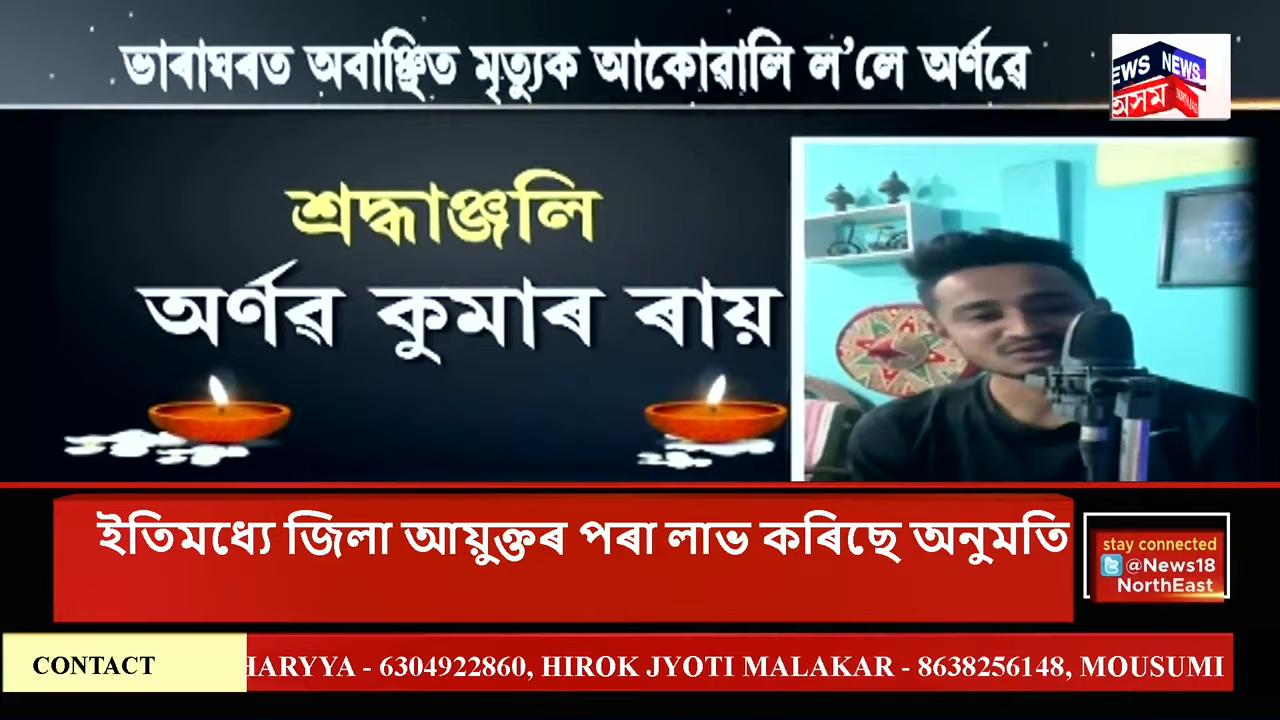 ভাৰাঘৰত অবাঞ্ছিত মৃত্যুক আকোৱালি ল'লে অৰ্ণৱে
EWS NEWS
অসম
শ্ৰদ্ধাঞ্জলি
অৰ্ণৱ কুমাৰ ৰায়
ইতিমধ্যে জিলা আয়ুক্তৰ পৰা লাভ কৰিছে অনুমতি
stay connected
@News18
NorthEast
CONTACT
HARYYA - 6304922860, HIROK JYOTI MALAKAR - 8638256148, MOUSUMI